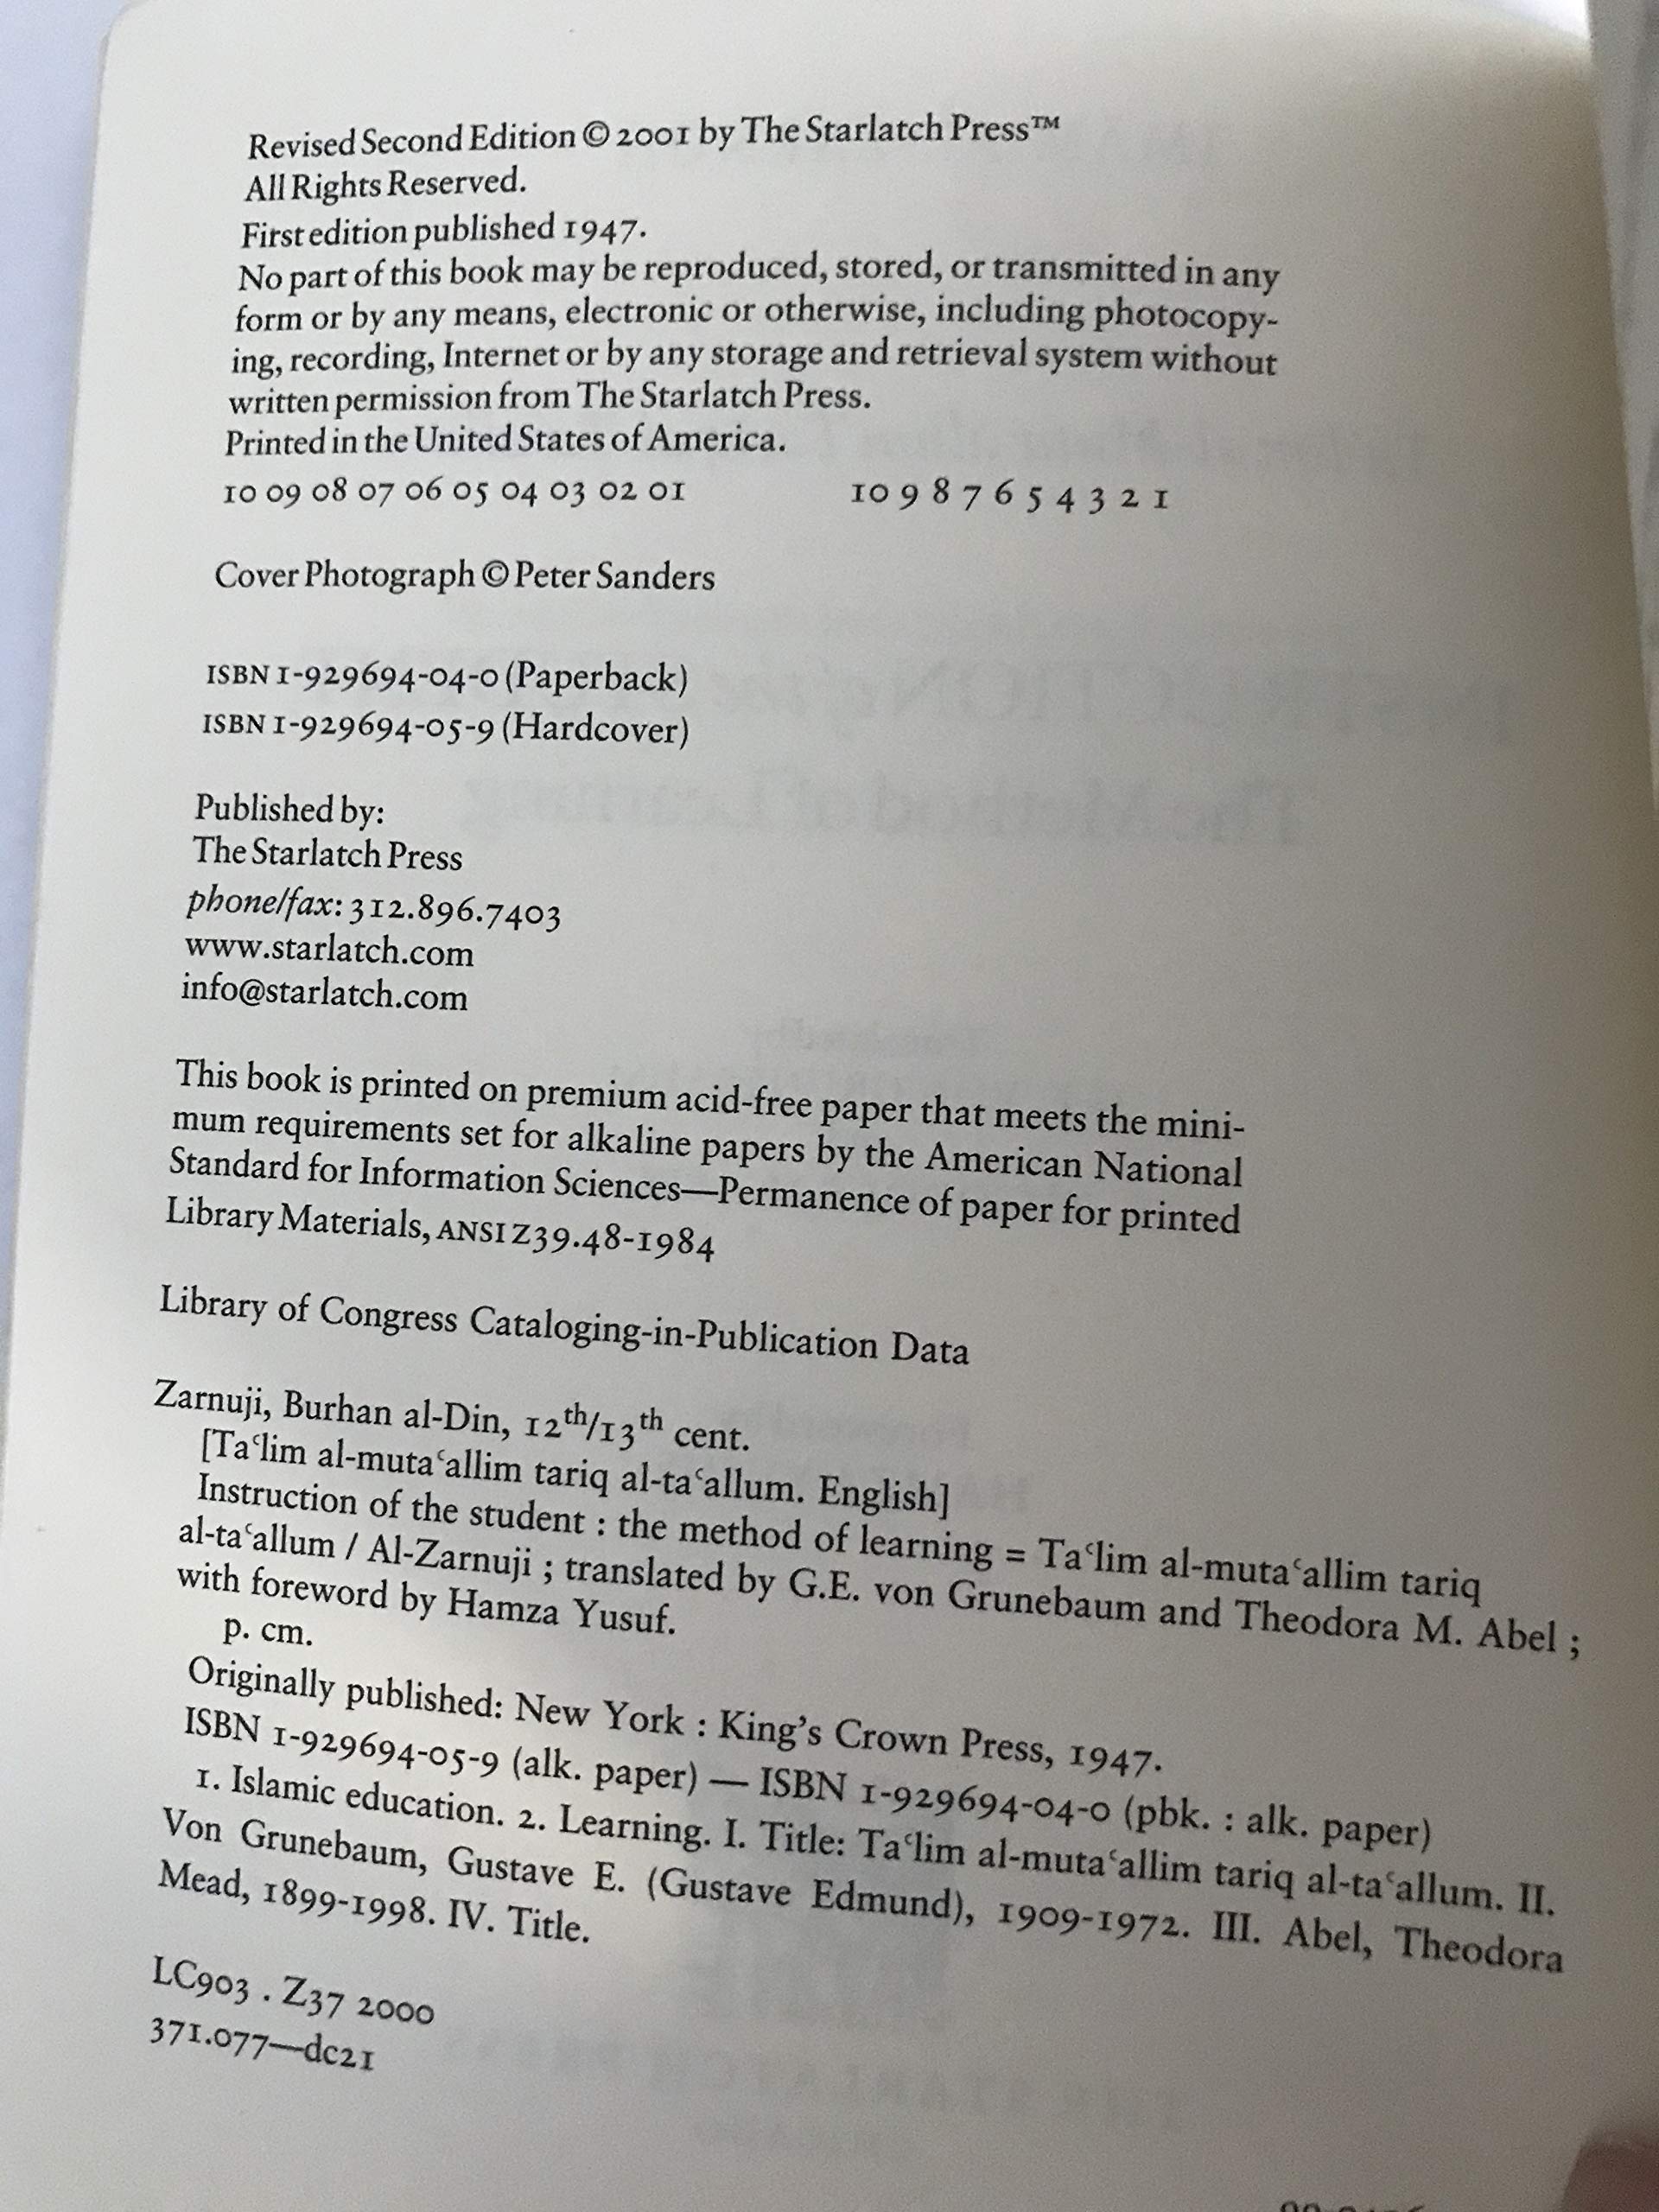 Revised Second Edition © 2001 by The Starlatch Press™
All Rights Reserved.
First edition published 1947.
No part of this book may be reproduced, stored, or transmitted in any
form or by any means, electronic or otherwise, including photocopy-
ing, recording, Internet or by any storage and retrieval system without
written permission from The Starlatch Press.
Printed in the United States of America.
10 09 08 07 06 05 04 03 02 01 10 9 8 7 6 5 4 3 2 1
Cover Photograph © Peter Sanders
ISBN 1-929694-04-0 (Paperback)
ISBN 1-929694-05-9 (Hardcover)
Published by:
The Starlatch Press
phone/fax: 312.896.7403
www.starlatch.com
info@starlatch.com
This book is printed on premium acid-free paper that meets the mini-
mum requirements set for alkaline papers by the American National
Standard for Information Sciences—Permanence of paper for printed
Library Materials, ANSI Z39.48-1984
Library of Congress Cataloging-in-Publication Data
Zarnuji, Burhan al-Din, 12th/13th cent.
[Taʿlim al-mutaʿallim tariq al-taʿallum. English]
Instruction of the student : the method of learning = Taʿlim al-mutaʿallim tariq
al-taʿallum / Al-Zarnuji ; translated by G.E. von Grunebaum and Theodora M. Abel ;
with foreword by Hamza Yusuf.
p. cm.
Originally published: New York : King's Crown Press, 1947.
ISBN 1-929694-05-9 (alk. paper) — ISBN 1-929694-04-0 (pbk. : alk. paper)
1. Islamic education. 2. Learning. I. Title: Taʿlim al-mutaʿallim tariq al-taʿallum. II.
Von Grunebaum, Gustave E. (Gustave Edmund), 1909-1972. III. Abel, Theodora
Mead, 1899-1998. IV. Title.
LC903 . Z37 2000
371.077—dc21